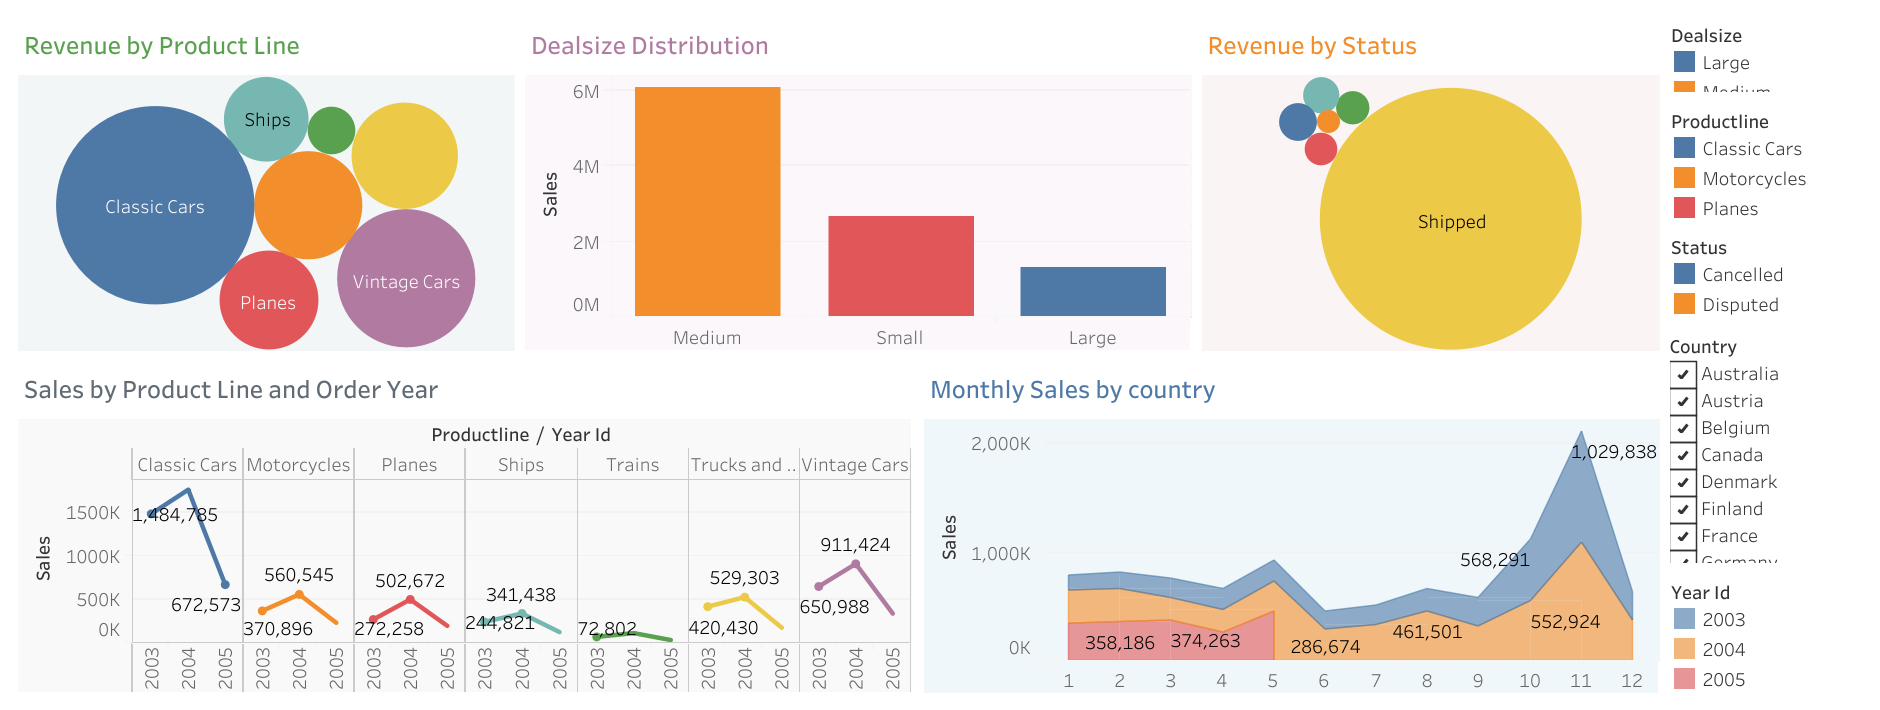 Revenue by Product Line
Ships
Classic Cars
Planes
Vintage Cars
Dealsize Distribution
Sales
6M
4M
2M
0M
Medium
Small
Large
Revenue by Status
Shipped
Dealsize
Large
Medium
Productline
Classic Cars
Motorcycles
Planes
Status
Cancelled
Disputed
Country
Australia
Austria
Belgium
Canada
Denmark
Finland
France
Germany
Year Id
2003
2004
2005
Sales by Product Line and Order Year
Productline / Year Id
Classic Cars Motorcycles Planes Ships Trains Trucks and .. Vintage Cars
Sales
1500K
1000K
500K
0K
1,484,785
672,573
560,545
370,896
502,672
272,258
341,438
244,821
72,802
529,303
420,430
911,424
650,988
2003 2004 2005 2003 2004 2005 2003 2004 2005 2003 2004 2005 2003 2004 2005 2003 2004 2005 2003 2004 2005
Monthly Sales by country
Sales
2,000K
1,000K
0K
1,029,838
568,291
552,924
461,501
286,674
358,186
374,263
1 2 3 4 5 6 7 8 9 10 11 12